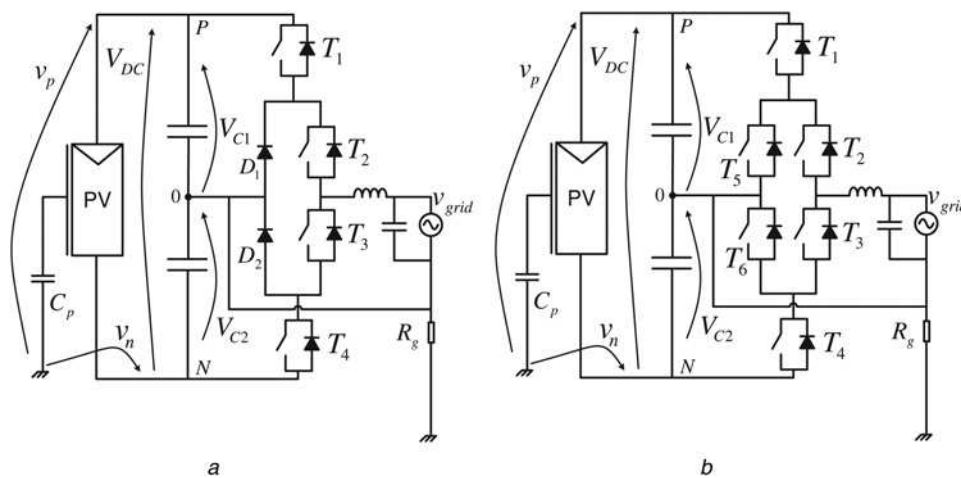 P
v_p
V_DC
T_1
V_C1
D_1
T_2
PV
0
v_grid
D_2
T_3
C_p
V_C2
R_g
v_n
N
T_4
a
P
v_p
V_DC
T_1
V_C1
T_5
T_2
PV
0
v_grid
T_6
T_3
C_p
V_C2
R_g
v_n
N
T_4
b